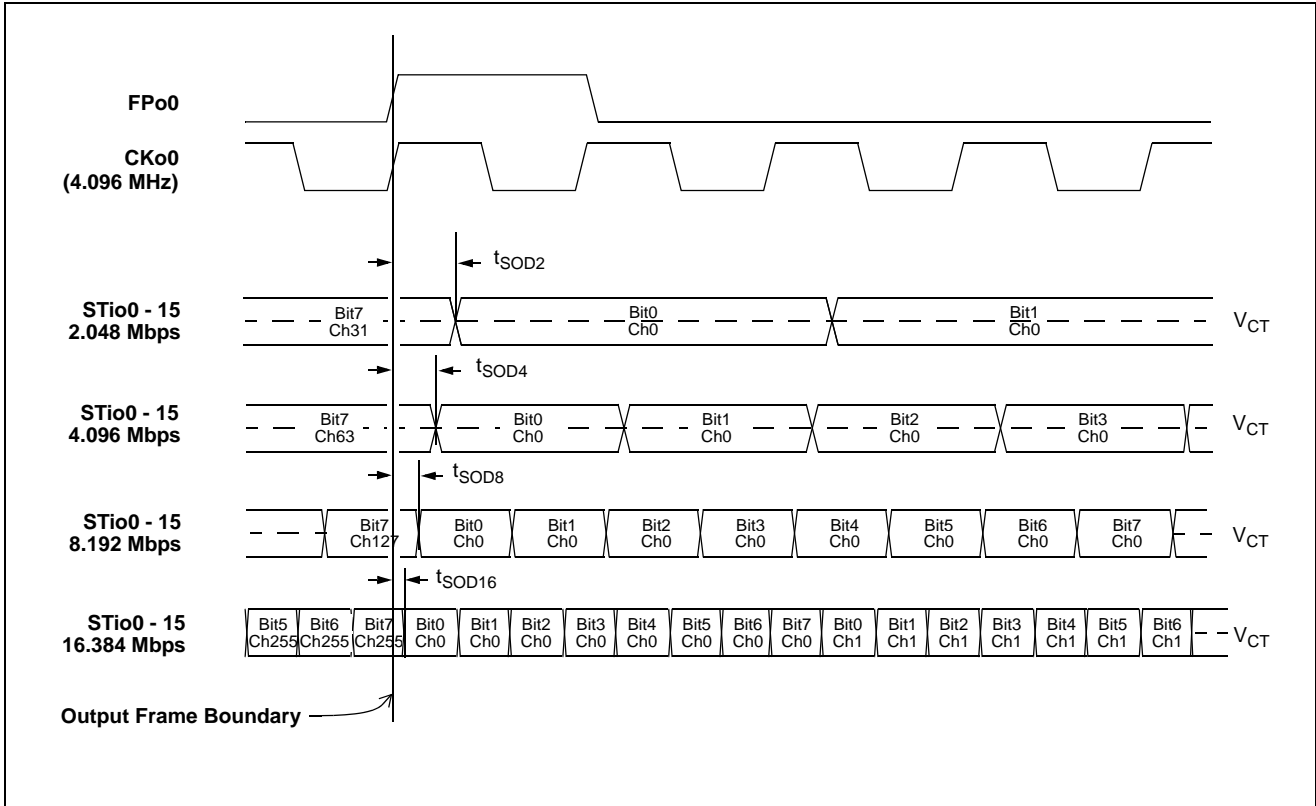 FPo0
CKo0
(4.096 MHz)
tSOD2
STio0 - 15
2.048 Mbps
Bit7
Ch31
Bit0
Ch0
Bit1
Ch0
VCT
tSOD4
STio0 - 15
4.096 Mbps
Bit7
Ch63
Bit0
Ch0
Bit1
Ch0
Bit2
Ch0
Bit3
Ch0
VCT
tSOD8
STio0 - 15
8.192 Mbps
Bit7
Ch127
Bit0
Ch0
Bit1
Ch0
Bit2
Ch0
Bit3
Ch0
Bit4
Ch0
Bit5
Ch0
Bit6
Ch0
Bit7
Ch0
VCT
tSOD16
STio0 - 15
16.384 Mbps
Bit5
Ch255
Bit6
Ch255
Bit7
Ch255
Bit0
Ch0
Bit1
Ch0
Bit2
Ch0
Bit3
Ch0
Bit4
Ch0
Bit5
Ch0
Bit6
Ch0
Bit7
Ch0
Bit0
Ch1
Bit1
Ch1
Bit2
Ch1
Bit3
Ch1
Bit4
Ch1
Bit5
Ch1
Bit6
Ch1
VCT
Output Frame Boundary